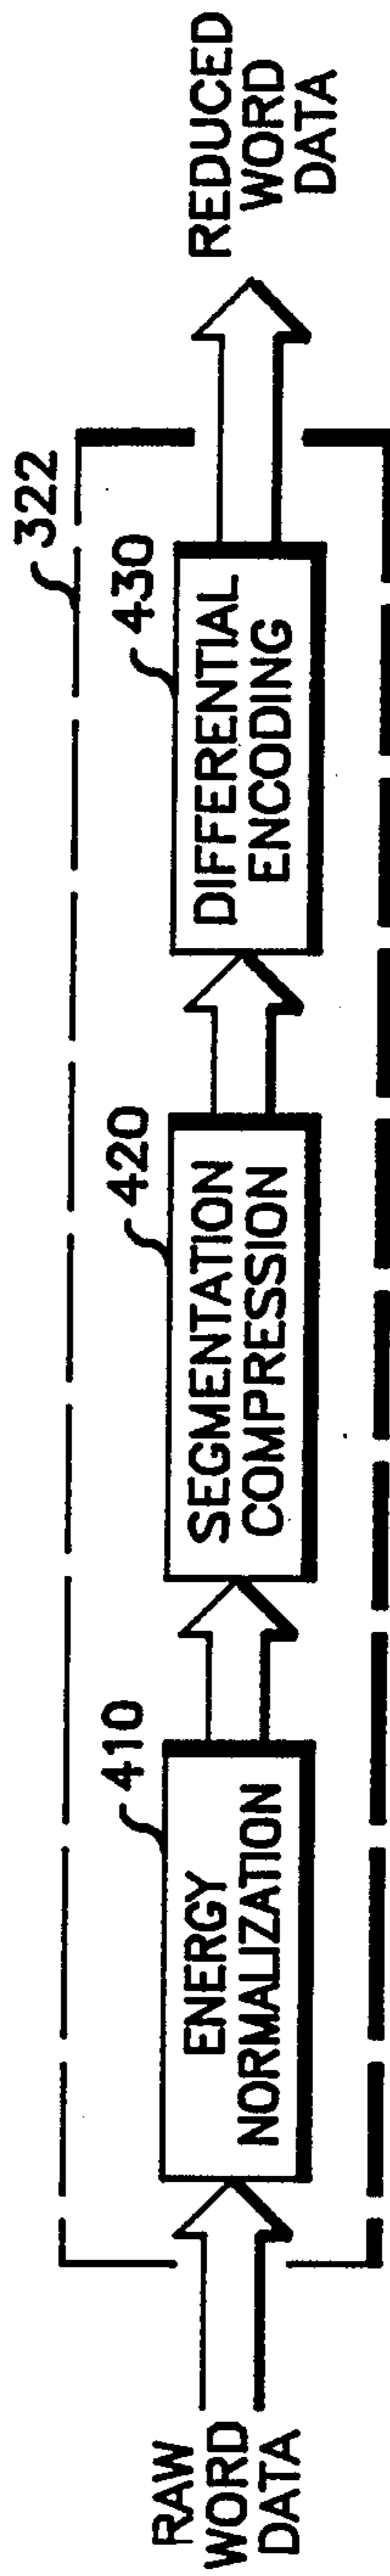 RAW
WORD
DATA
410
ENERGY
NORMALIZATION
420
SEGMENTATION
COMPRESSION
430
DIFFERENTIAL
ENCODING
322
REDUCED
WORD
DATA